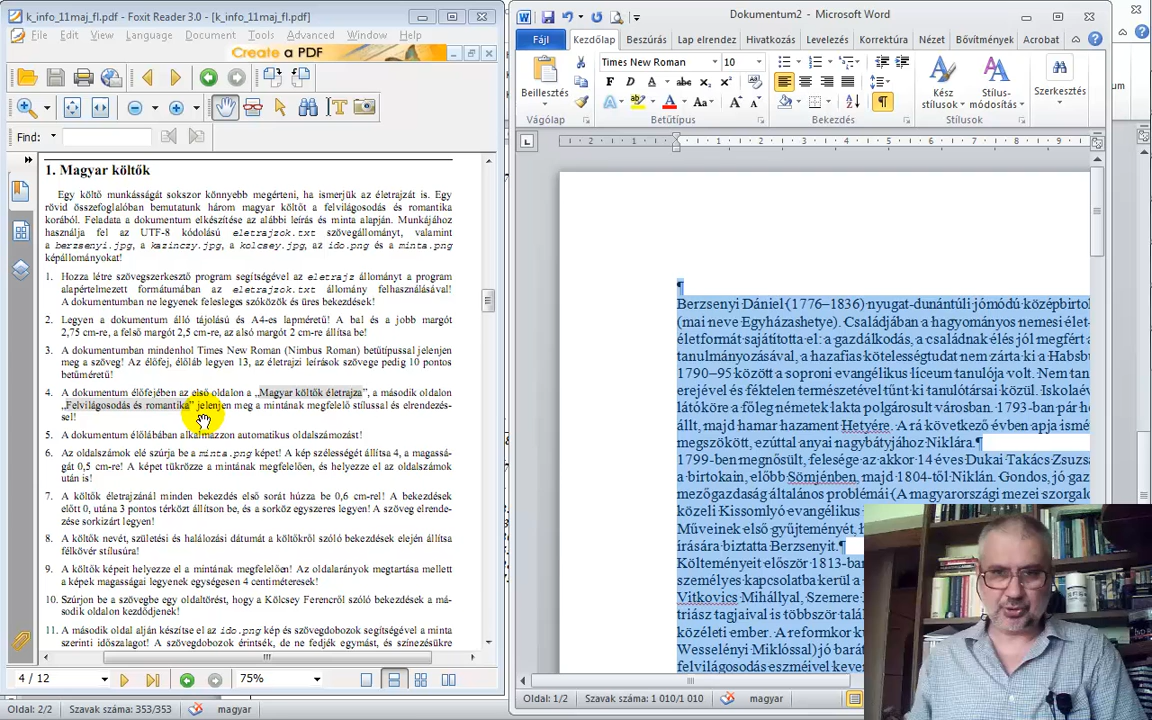 k_info_11maj_fl.pdf - Foxit Reader 3.0 - [k_info_11maj_fl.pdf]
File Edit View Language Document Tools Advanced Window Help
Create a PDF
Find:
1. Magyar költők
Egy költő munkásságát sokszor könnyebb megérteni, ha ismerjük az életrajzát is. Egy
rövid összefoglalóban bemutatunk három magyar költőt a felvilágosodás és romantika
korából. Feladata a dokumentum elkészítése az alábbi leírás és minta alapján. Munkájához
használja fel az UTF-8 kódolású eletrajzok.txt szövegállományt, valamint
a berzsenyi.jpg, a kazinczy.jpg, a kolcsey.jpg, az ido.png és a minta.png
képállományokat!
1. Hozza létre szövegszerkesztő program segítségével az eletrajz állományt a program
alapértelmezett formátumában az eletrajzok.txt állomány felhasználásával!
A dokumentumban ne legyenek felesleges szóközök és üres bekezdések!
2. Legyen a dokumentum álló tájolású és A4-es lapméretű! A bal és a jobb margót
2,75 cm-re, a felső margót 2,5 cm-re, az alsó margót 2 cm-re állítsa be!
3. A dokumentumban mindenhol Times New Roman (Nimbus Roman) betűtípussal jelenjen
meg a szöveg! Az élőfej, élőláb legyen 13, az életrajzi leírások szövege pedig 10 pontos
betűméretű!
4. A dokumentum élőfejében az első oldalon a „Magyar költők életrajza”, a második oldalon
„Felvilágosodás és romantika” jelenjen meg a mintának megfelelő stílussal és elrendezés-
sel!
5. A dokumentum élőlábában alkalmazzon automatikus oldalszámozást!
6. Az oldalszámok elé szúrja be a minta.png képet! A kép szélességét állítsa 4, a magassá-
gát 0,5 cm-re! A képet tükrözze a mintának megfelelően, és helyezze el az oldalszámok
után is!
7. A költők életrajzánál minden bekezdés első sorát húzza be 0,6 cm-rel! A bekezdések
előtt 0, utána 3 pontos térközt állítson be, és a sorköz egyszeres legyen! A szöveg elrende-
zése sorkizárt legyen!
8. A költők nevét, születési és halálozási dátumát a költőkről szóló bekezdések elején állítsa
félkövér stílusúra!
9. A költők képeit helyezze el a mintának megfelelően! Az oldalarányok megtartása mellett
a képek magasságai legyenek egységesen 4 centiméteresek!
10. Szúrjon be a szövegbe egy oldaltörést, hogy a Kölcsey Ferencről szóló bekezdések a má-
sodik oldalon kezdődjenek!
11. A második oldal alján készítse el az ido.png kép és szövegdobozok segítségével a minta
szerinti időszalagot! A szövegdobozok érintsék, de ne fedjék egymást, és színezésükre
4 / 12
75%
Oldal: 2/2 Szavak száma: 353/353 magyar
Dokumentum2 - Microsoft Word
Fájl Kezdőlap Beszúrás Lap elrendez Hivatkozás Levelezés Korrektúra Nézet Bővítmények Acrobat
Times New Roman 10
Beillesztés
Kész stílusok
Stílus- módosítás
Szerkesztés
Vágólap Betűtípus Bekezdés Stílusok
2 1 1 2 3 4 5 6 7 8 9
¶
Berzsenyi Dániel (1776–1836) nyugat-dunántúli jómódú középbirto
(mai neve Egyházashetye). Családjában a hagyományos nemesi élet
életformát sajátította el: a gazdálkodás, a családnak élés jól megfért
tanulmányozásával, a hazafias kötelességtudat nem zárta ki a Habsbu
1790–95 között a soproni evangélikus líceum tanulója volt. Nem tan
erejével és féktelen természetével tűnt ki tanulótársai közül. Iskolaév
látóköre a főleg németek lakta polgárosult városban. 1793-ban par
állt, majd hamar hazament Hetyére. A rá következő évben apja ismé
megszökött, ezúttal anyai nagybátyjához Niklára.¶
1799-ben megnősült, felesége az akkor 14 éves Dukai Takács Zsuzsa
a birtokain, előbb Sömjénben, majd 1804-től Niklán. Gondos, jó gaz
mezőgazdaság általános problémái (A magyarországi mezei szorgalo
közeli Kissomlyó evangélikus
Műveinek első gyűjteményét,
írására biztatta Berzsenyit.¶
Költeményeit először 1813-ban
személyes kapcsolatba kerül a
Vitkovics Mihállyal, Szemere
triász tagjaival is többször talál
közéleti ember. A reformkor
Wesselényi Miklóssal) jó barát
felvilágosodás eszméivel kever
Oldal: 1/2 Szavak száma: 1 010/1 010 magyar